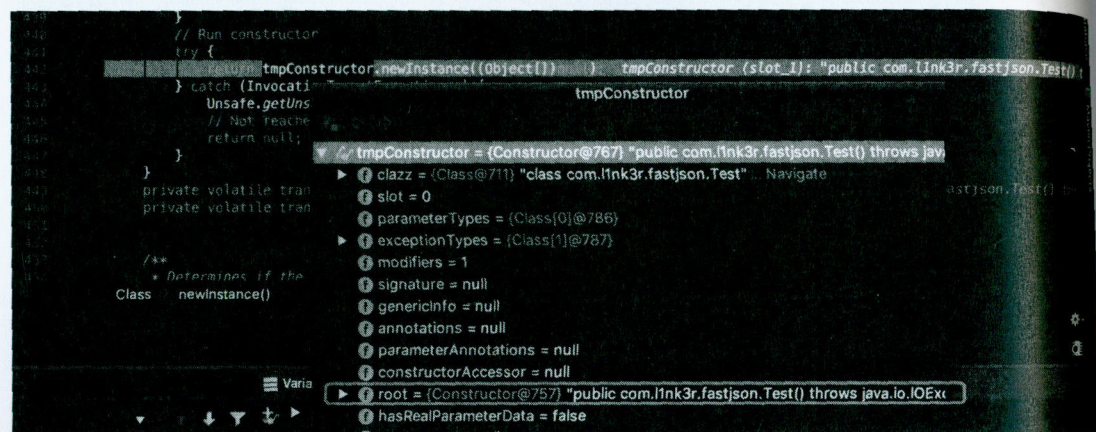 440 // Run constructor
441 try {
tmpConstructor.newInstance((Object[]) ). tmpConstructor (slot_1): "public com.l1nk3r.fastjson.Test()
} catch (Invocati
Unsafe.getUns
// Not reache
return null;
}
}
private volatile tran
private volatile tran
/**
* Determines if the
Class newInstance()
tmpConstructor
tmpConstructor = {Constructor@767} "public com.l1nk3r.fastjson.Test() throws java
clazz = {Class@711} "class com.l1nk3r.fastjson.Test" ... Navigate
slot = 0
parameterTypes = {Class[0]@786}
exceptionTypes = {Class[1]@787}
modifiers = 1
signature = null
genericInfo = null
annotations = null
parameterAnnotations = null
constructorAccessor = null
root = {Constructor@757} "public com.l1nk3r.fastjson.Test() throws java.io.IOExc
hasRealParameterData = false
astjson.Test()
Varia